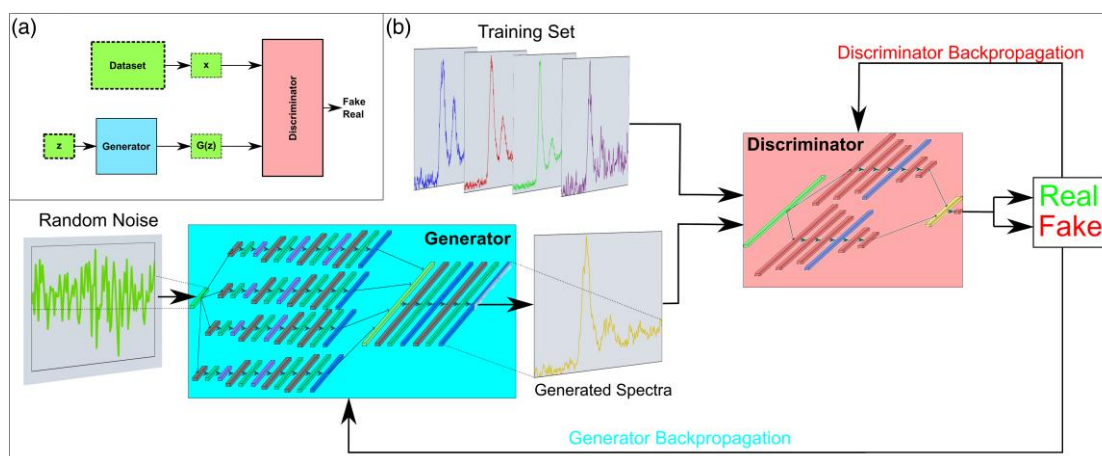 (a)
Dataset
x
z
Generator
G(z)
Discriminator
Fake
Real
(b)
Training Set
Discriminator Backpropagation
Discriminator
Real
Fake
Random Noise
Generator
Generated Spectra
Generator Backpropagation